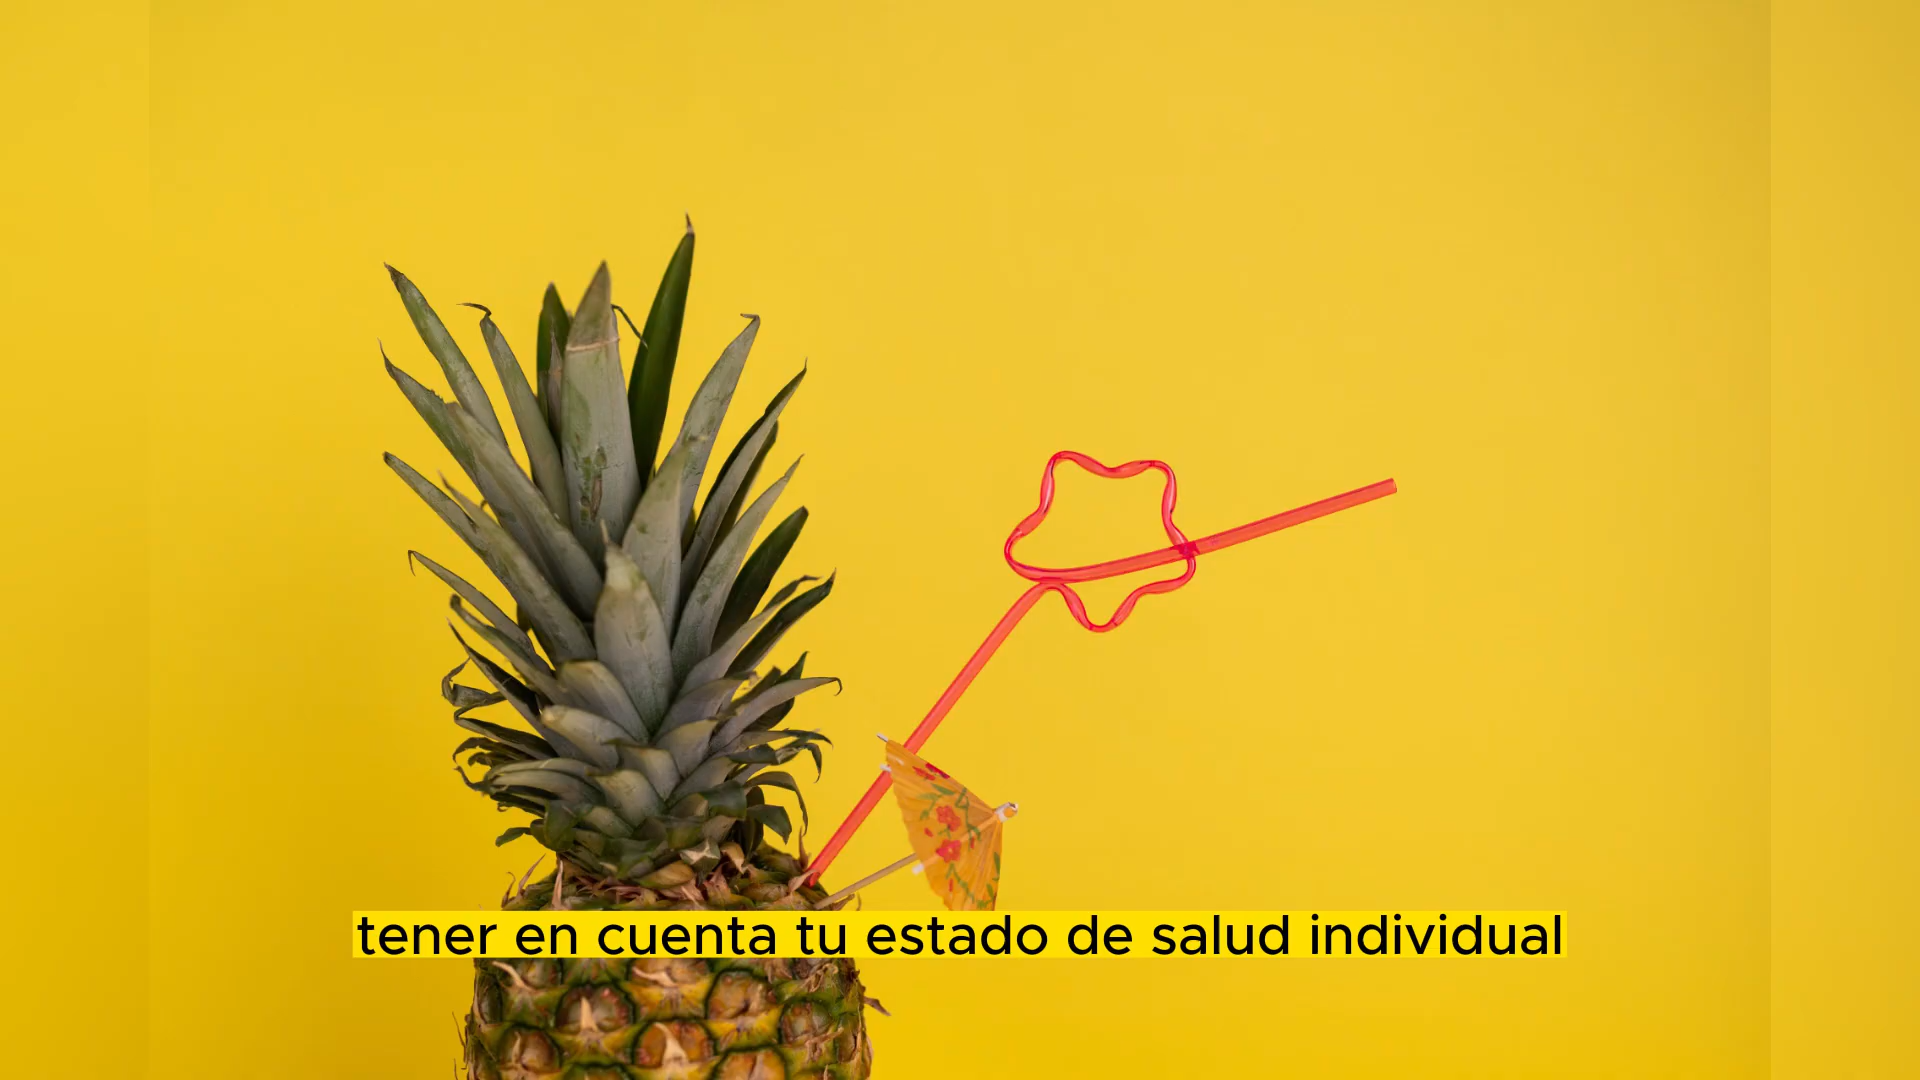 tener en cuenta tu estado de salud individual